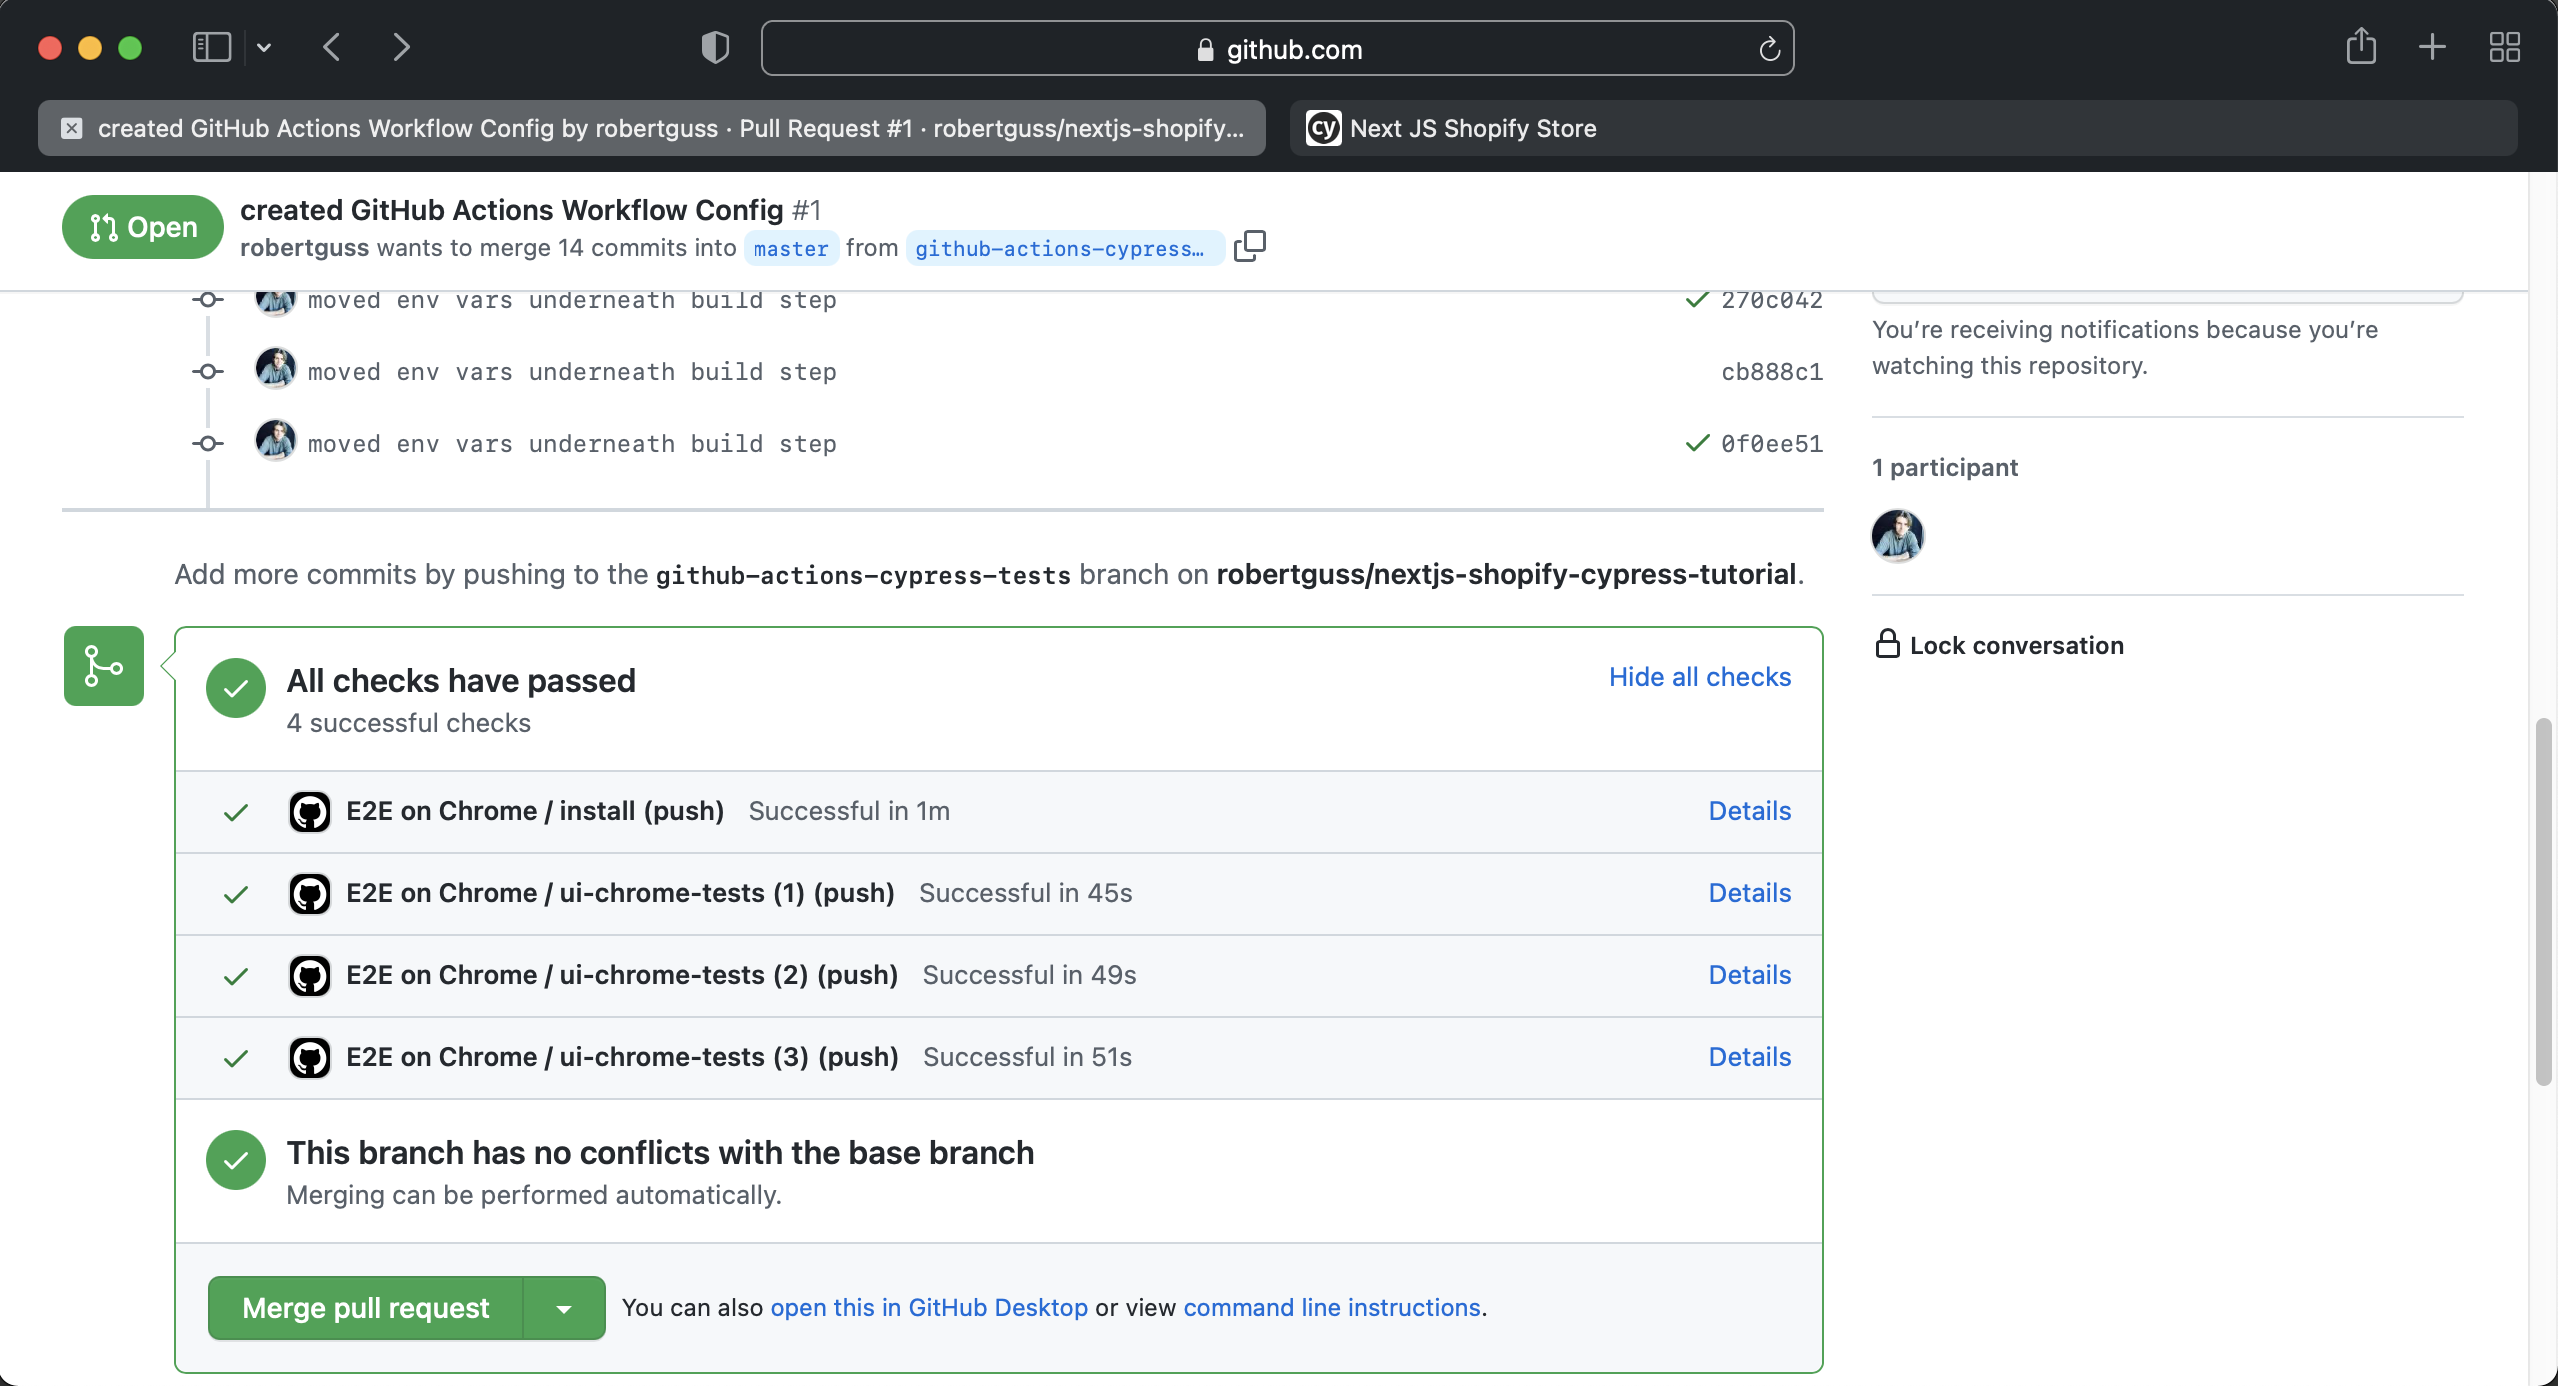 github.com
created GitHub Actions Workflow Config by robertguss · Pull Request #1 · robertguss/nextjs-shopify...
cy Next JS Shopify Store
Open
created GitHub Actions Workflow Config #1
robertguss wants to merge 14 commits into master from github-actions-cypress…
moved env vars underneath build step 270c042
moved env vars underneath build step cb888c1
moved env vars underneath build step 0f0ee51
You’re receiving notifications because you’re
watching this repository.
1 participant
Lock conversation
Add more commits by pushing to the github-actions-cypress-tests branch on robertguss/nextjs-shopify-cypress-tutorial.
All checks have passed
4 successful checks
Hide all checks
E2E on Chrome / install (push) Successful in 1m Details
E2E on Chrome / ui-chrome-tests (1) (push) Successful in 45s Details
E2E on Chrome / ui-chrome-tests (2) (push) Successful in 49s Details
E2E on Chrome / ui-chrome-tests (3) (push) Successful in 51s Details
This branch has no conflicts with the base branch
Merging can be performed automatically.
Merge pull request You can also open this in GitHub Desktop or view command line instructions.